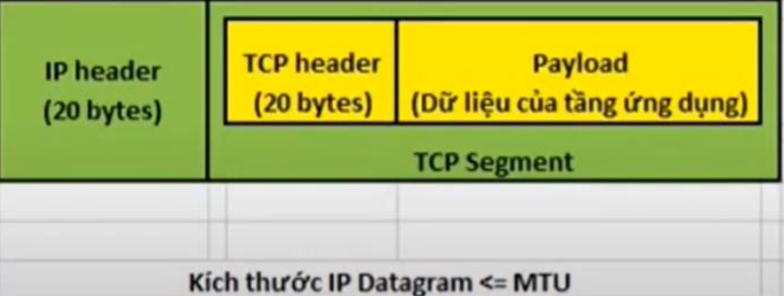 IP header
(20 bytes)
TCP header
(20 bytes)
Payload
(Dữ liệu của tầng ứng dụng)
TCP Segment
Kích thước IP Datagram <= MTU